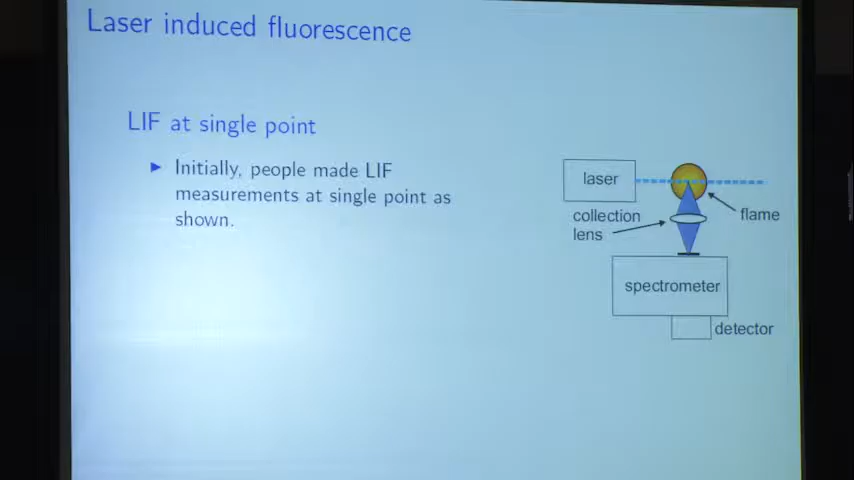 Laser induced fluorescence
LIF at single point
Initially, people made LIF
measurements at single point as
shown.
laser
collection
lens
flame
spectrometer
detector